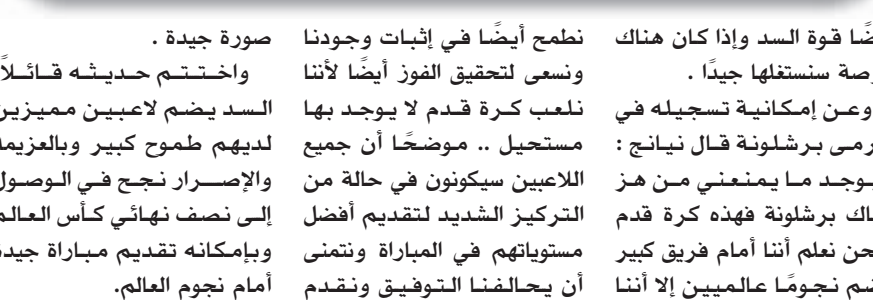 قوة السد وإذا كان هناك
سنستغلها جيدًا .
وعن إمكانية تسجيله في
برشلونة قال نيانج :
يوجد ما يمنعني من هز
برشلونة فهذه كرة قدم
نعلم أننا أمام فريق كبير
نجومًا عالميين إلا أننا
نطمح أيضًا في إثبات وجودنا
ونسعى لتحقيق الفوز أيضًا لأننا
نلعب كرة قدم لا يوجد بها
مستحيل .. موضحًا أن جميع
اللاعبين سيكونون في حالة من
التركيز الشديد لتقديم أفضل
مستوياتهم في المباراة ونتمنى
أن يحالفنا التوفيق ونقدم
صورة جيدة .
واختتم حديثه قائلاً
السد يضم لاعبين مميزين
لديهم طموح كبير وبالعزيمة
والإصرار نجح في الوصول
إلى نصف نهائي كأس العالم
وبإمكانه تقديم مباراة جيدة
أمام نجوم العالم.